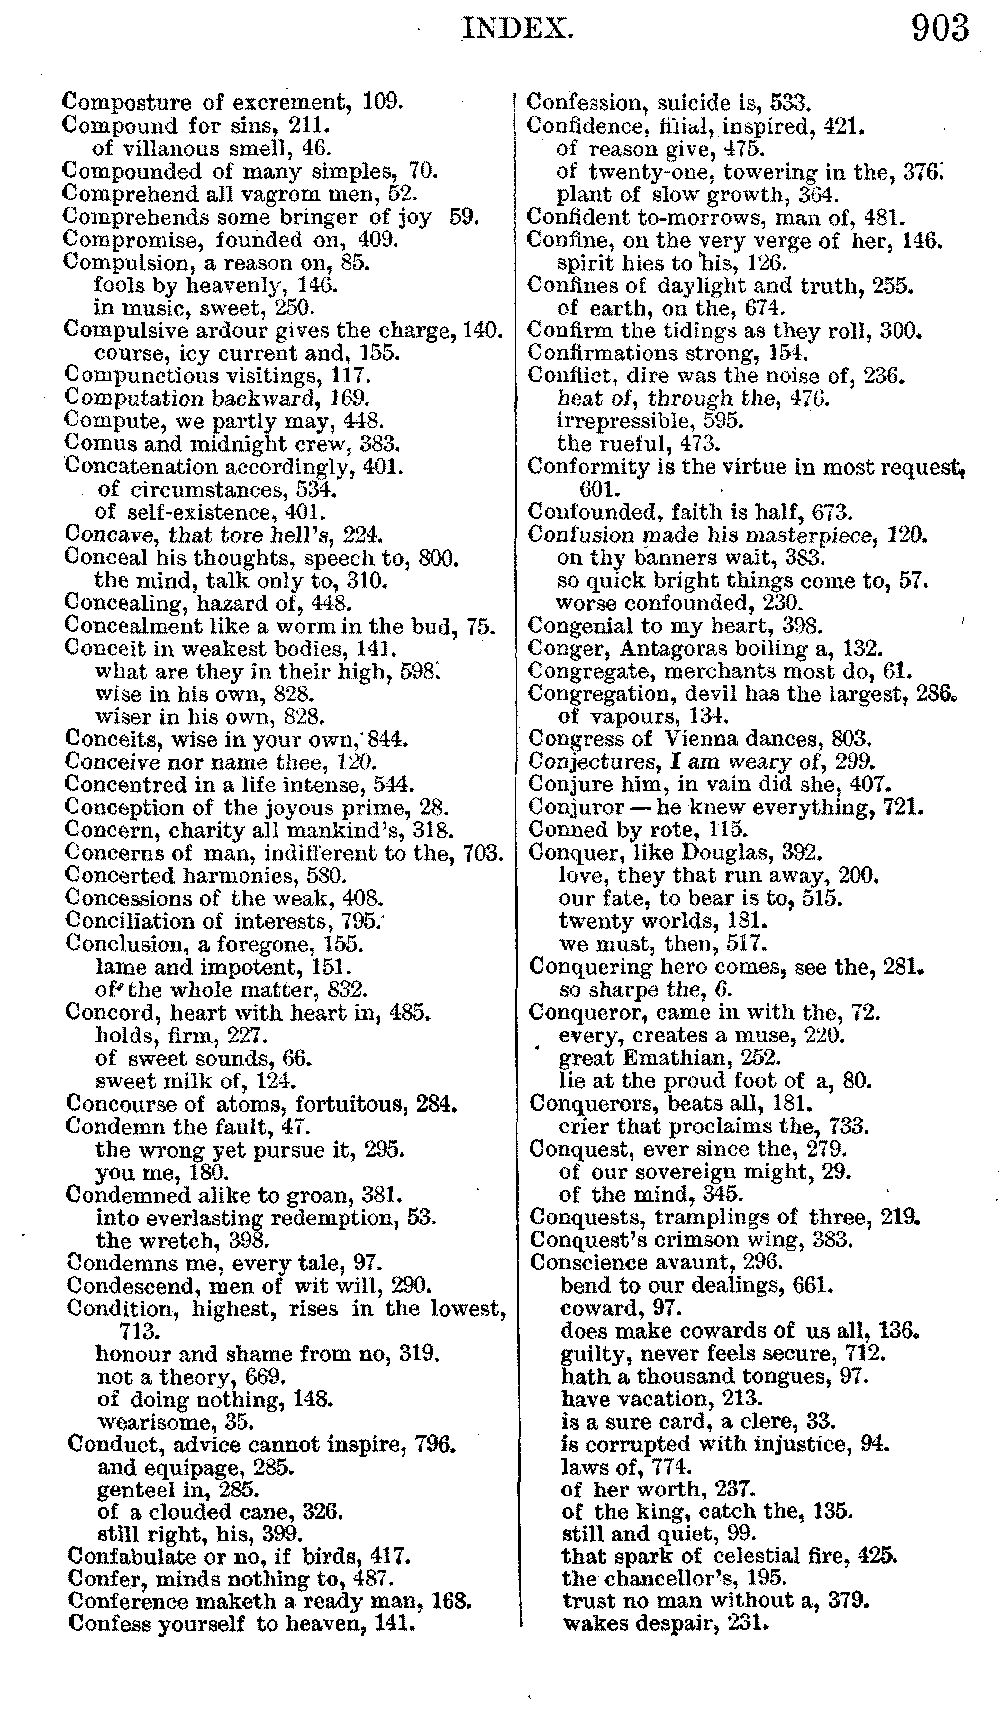 INDEX.
903
Composture of excrement, 109.
Compound for sins, 211.
of villanous smell, 46.
Compounded of many simples, 70.
Comprehend all vagrom men, 52.
Comprehends some bringer of joy 59.
Compromise, founded on, 409.
Compulsion, a reason on, 85.
fools by heavenly, 146.
in music, sweet, 250.
Compulsive ardour gives the charge, 140.
course, icy current and, 155.
Compunctious visitings, 117.
Computation backward, 169.
Compute, we partly may, 448.
Comus and midnight crew, 383.
Concatenation accordingly, 401.
of circumstances, 534.
of self-existence, 401.
Concave, that tore hell's, 224.
Conceal his thoughts, speech to, 800.
the mind, talk only to, 310.
Concealing, hazard of, 448.
Concealment like a worm in the bud, 75.
Conceit in weakest bodies, 141.
what are they in their high, 598.
wise in his own, 828.
wiser in his own, 828.
Conceits, wise in your own, 844.
Conceive nor name thee, 120.
Concentred in a life intense, 544.
Conception of the joyous prime, 28.
Concern, charity all mankind's, 318.
Concerns of man, indifferent to the, 703.
Concerted harmonies, 580.
Concessions of the weak, 408.
Conciliation of interests, 795.
Conclusion, a foregone, 155.
lame and impotent, 151.
of the whole matter, 832.
Concord, heart with heart in, 485.
holds, firm, 227.
of sweet sounds, 66.
sweet milk of, 124.
Concourse of atoms, fortuitous, 284.
Condemn the fault, 47.
the wrong yet pursue it, 295.
you me, 180.
Condemned alike to groan, 381.
into everlasting redemption, 53.
the wretch, 398.
Condemns me, every tale, 97.
Condescend, men of wit will, 290.
Condition, highest, rises in the lowest,
713.
honour and shame from no, 319.
not a theory, 669.
of doing nothing, 148.
wearisome, 35.
Conduct, advice cannot inspire, 796.
and equipage, 285.
genteel in, 285.
of a clouded cane, 326.
still right, his, 399.
Confabulate or no, if birds, 417.
Confer, minds nothing to, 487.
Conference maketh a ready man, 168.
Confess yourself to heaven, 141.
Confession, suicide is, 533.
Confidence, filial, inspired, 421.
of reason give, 475.
of twenty-one, towering in the, 376.
plant of slow growth, 364.
Confident to-morrows, man of, 481.
Confine, on the very verge of her, 146.
spirit hies to his, 126.
Confines of daylight and truth, 255.
of earth, on the, 674.
Confirm the tidings as they roll, 300.
Confirmations strong, 154.
Conflict, dire was the noise of, 236.
heat of, through the, 476.
irrepressible, 595.
the rueful, 473.
Conformity is the virtue in most request,
601.
Confounded, faith is half, 673.
Confusion made his masterpiece, 120.
on thy banners wait, 383.
so quick bright things come to, 57.
worse confounded, 230.
Congenial to my heart, 398.
Conger, Antagoras boiling a, 132.
Congregate, merchants most do, 61.
Congregation, devil has the largest, 286.
of vapours, 134.
Congress of Vienna dances, 803.
Conjectures, I am weary of, 299.
Conjure him, in vain did she, 407.
Conjuror — he knew everything, 721.
Conned by rote, 115.
Conquer, like Douglas, 392.
love, they that run away, 200.
our fate, to bear is to, 515.
twenty worlds, 181.
we must, then, 517.
Conquering hero comes, see the, 281.
so sharpe the, 6.
Conqueror, came in with the, 72.
every, creates a muse, 220.
great Emathian, 252.
lie at the proud foot of a, 80.
Conquerors, beats all, 181.
crier that proclaims the, 733.
Conquest, ever since the, 279.
of our sovereign might, 29.
of the mind, 345.
Conquests, tramplings of three, 219.
Conquest's crimson wing, 383.
Conscience avaunt, 296.
bend to our dealings, 661.
coward, 97.
does make cowards of us all, 136.
guilty, never feels secure, 712.
hath a thousand tongues, 97.
have vacation, 213.
is a sure card, a clere, 33.
is corrupted with injustice, 94.
laws of, 774.
of her worth, 237.
of the king, catch the, 135.
still and quiet, 99.
that spark of celestial fire, 425.
the chancellor's, 195.
trust no man without a, 379.
wakes despair, 231.